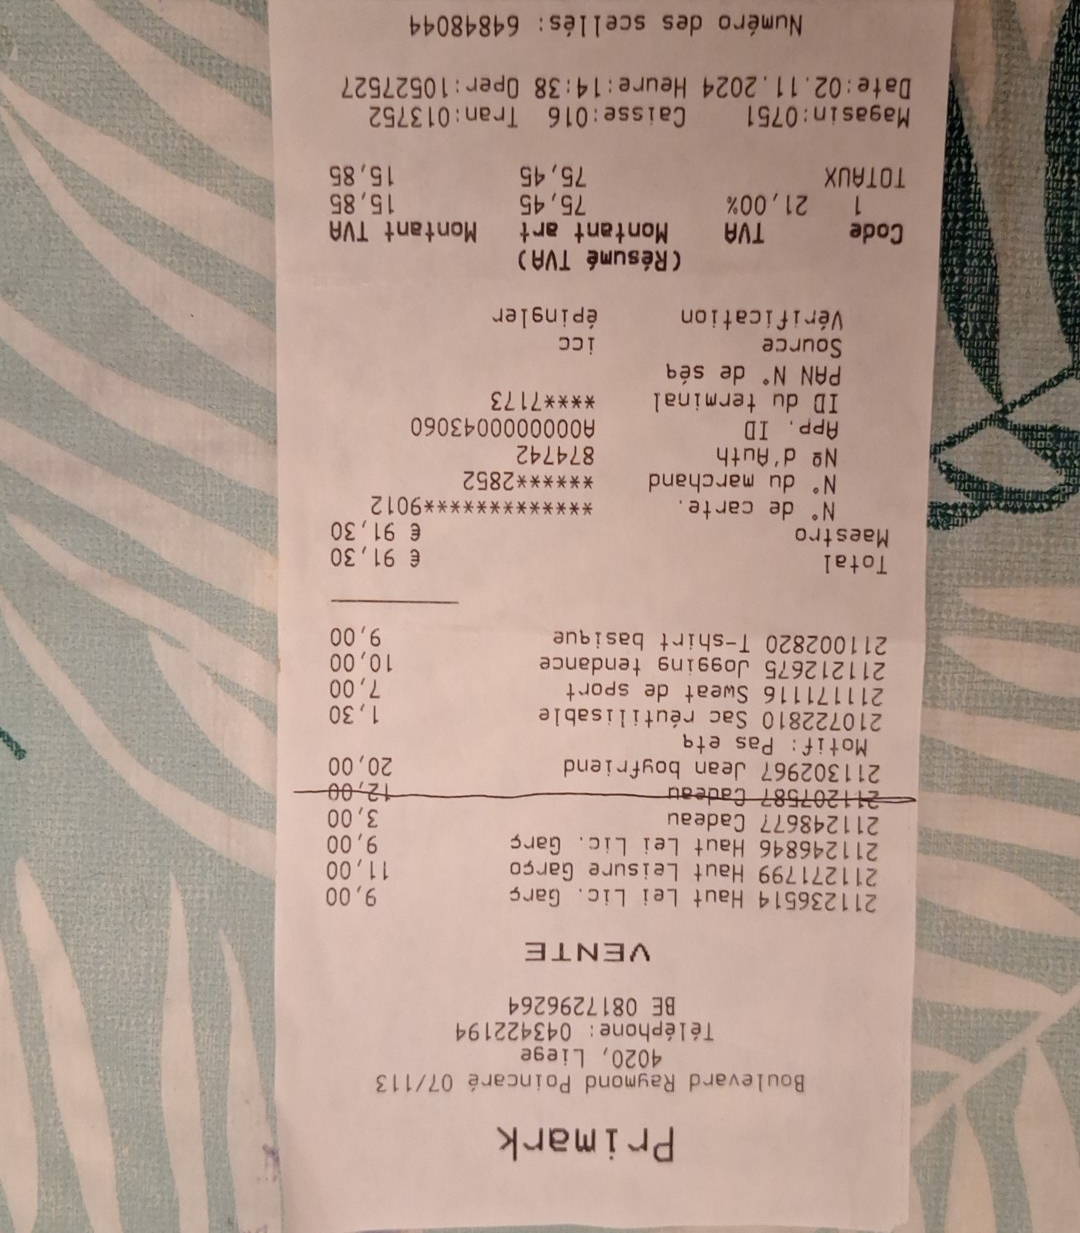 Primark
Boulevard Raymond Poincaré 07/113
4020, Liege
Téléphone: 043422194
BE 0817296264
VENTE
211236514 Haut Lei Lic. Garç 9,00
211271799 Haut Leisure Garço 11,00
211246846 Haut Lei Lic. Garç 9,00
211248677 Cadeau 3,00
211207587 Cadeau 12,00
211302967 Jean boyfriend 20,00
Motif: Pas etq
210722810 Sac réutilisable 1,30
211171116 Sweat de sport 7,00
211212675 Jogging tendance 10,00
211002820 T-shirt basique 9,00
Total € 91,30
Maestro € 91,30
N° de carte. ***************9012
N° du marchand *******2852
Nº d'Auth 874742
App. ID A0000000043060
ID du terminal ****7173
PAN N° de séq
Source icc
Vérification épingler
(Résumé TVA)
Code TVA Montant art Montant TVA
1 21,00% 75,45 15,85
TOTAUX 75,45 15,85
Magasin:0751 Caisse:016 Tran:013752
Date:02.11.2024 Heure:14:38 Oper:10527527
Numéro des scellés: 64848044